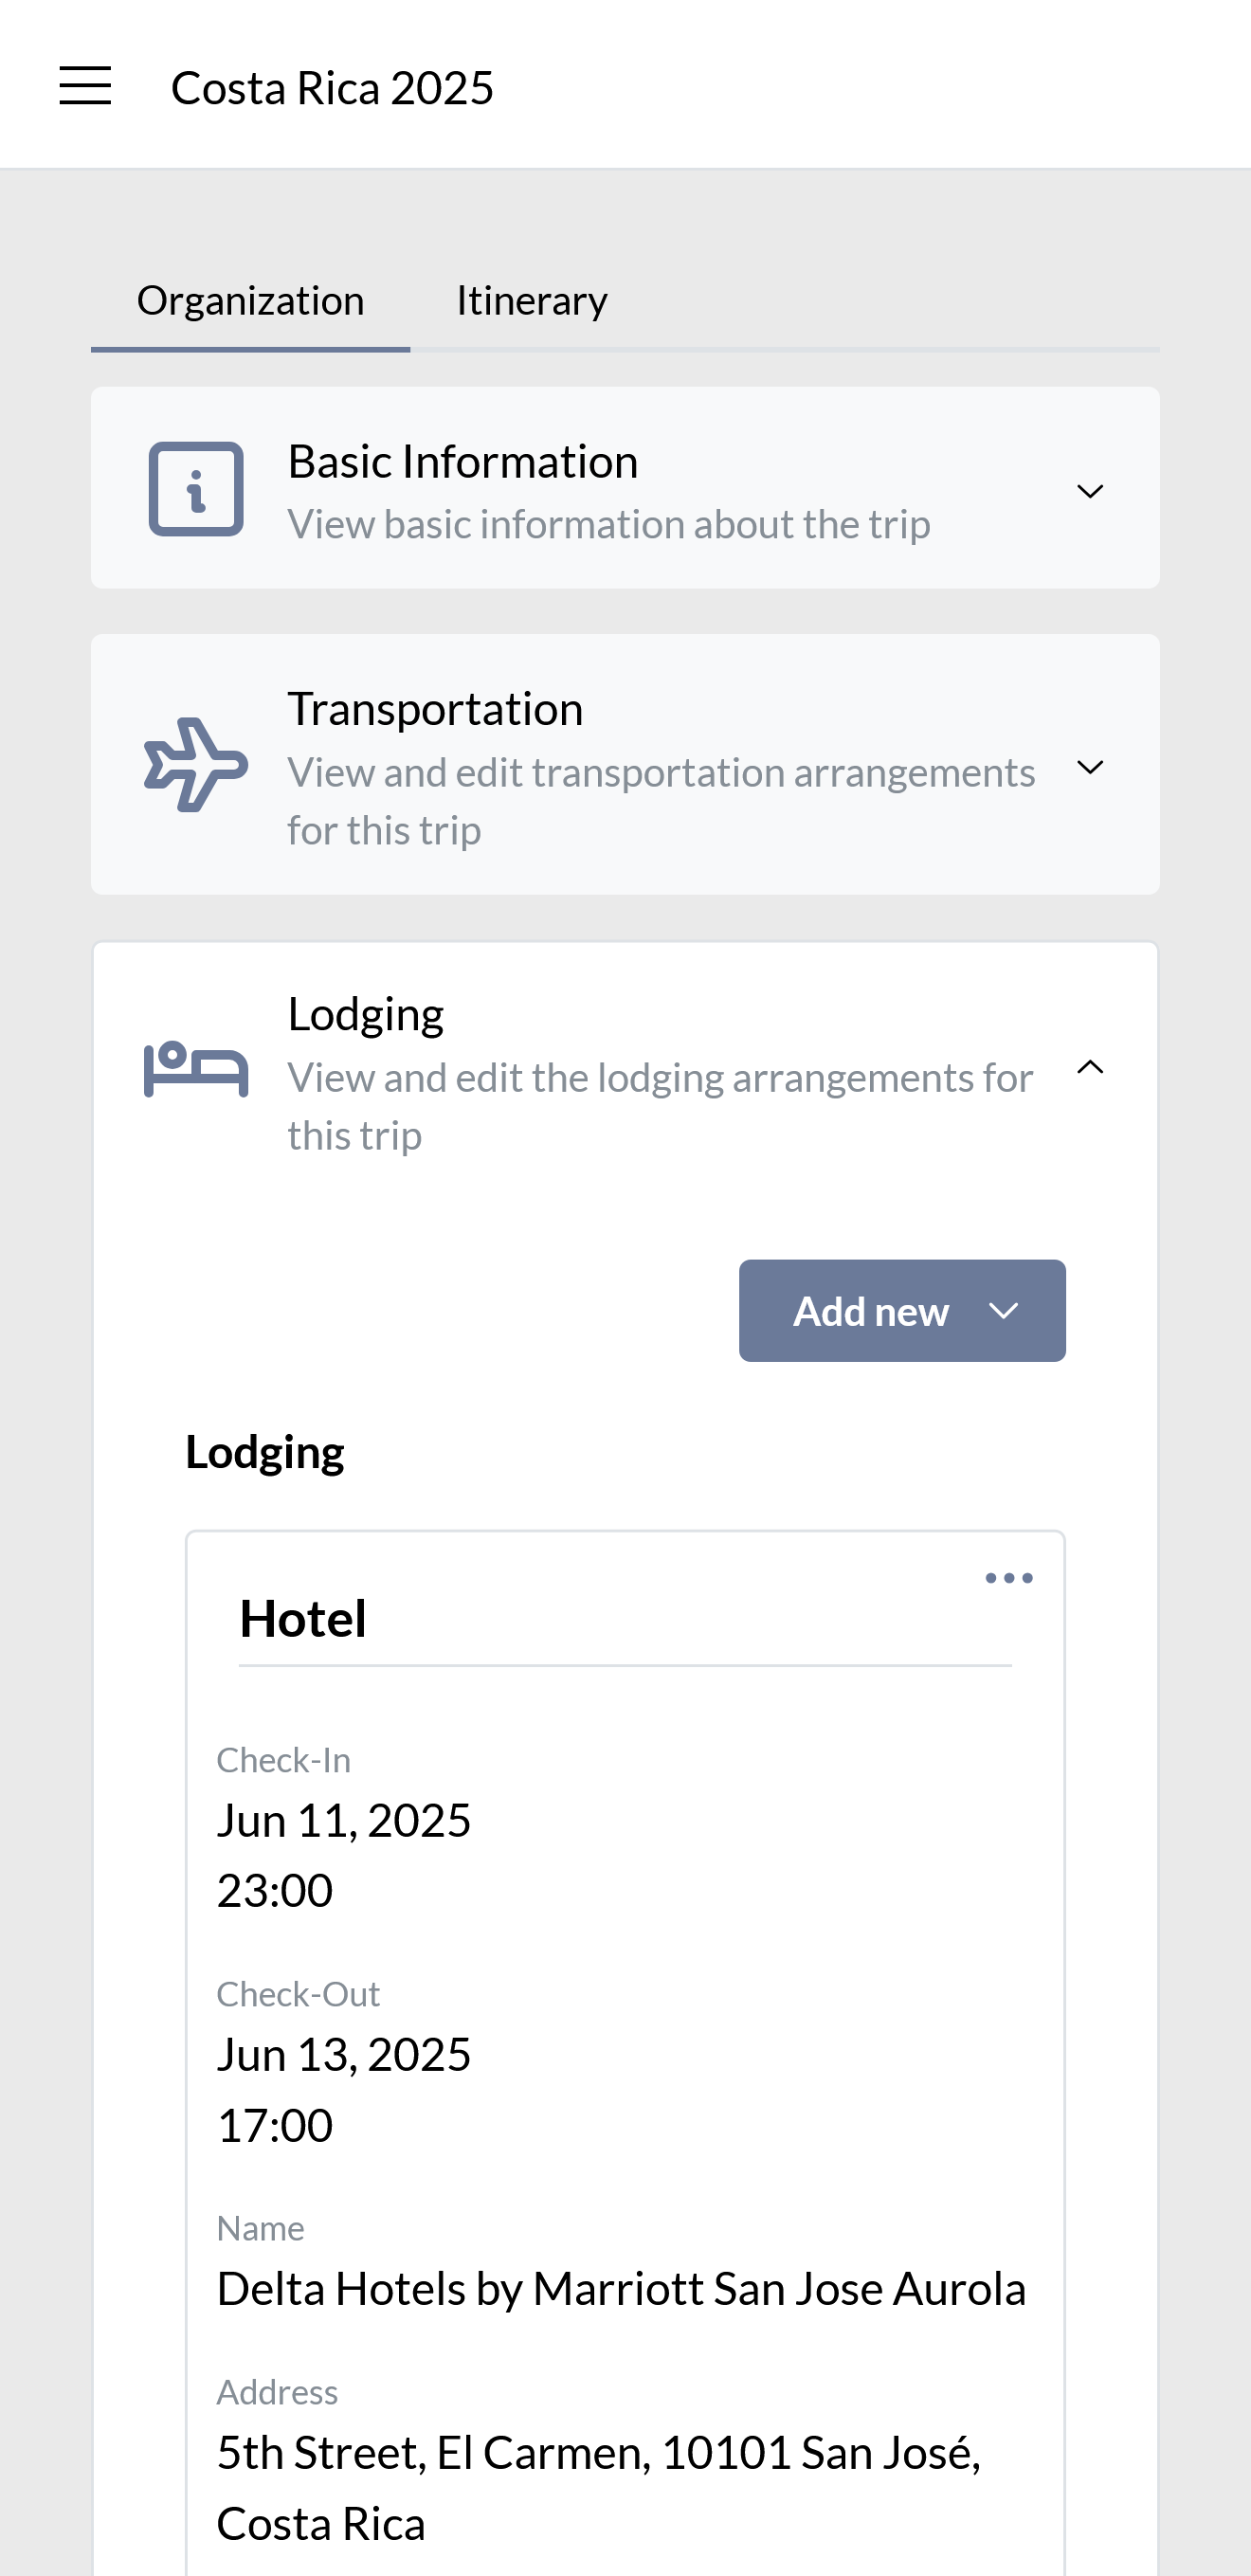 Costa Rica 2025
Organization
Itinerary
Basic Information
View basic information about the trip
Transportation
View and edit transportation arrangements
for this trip
Lodging
View and edit the lodging arrangements for
this trip
Add new
Lodging
Hotel
Check-In
Jun 11, 2025
23:00
Check-Out
Jun 13, 2025
17:00
Name
Delta Hotels by Marriott San Jose Aurola
Address
5th Street, El Carmen, 10101 San José,
Costa Rica